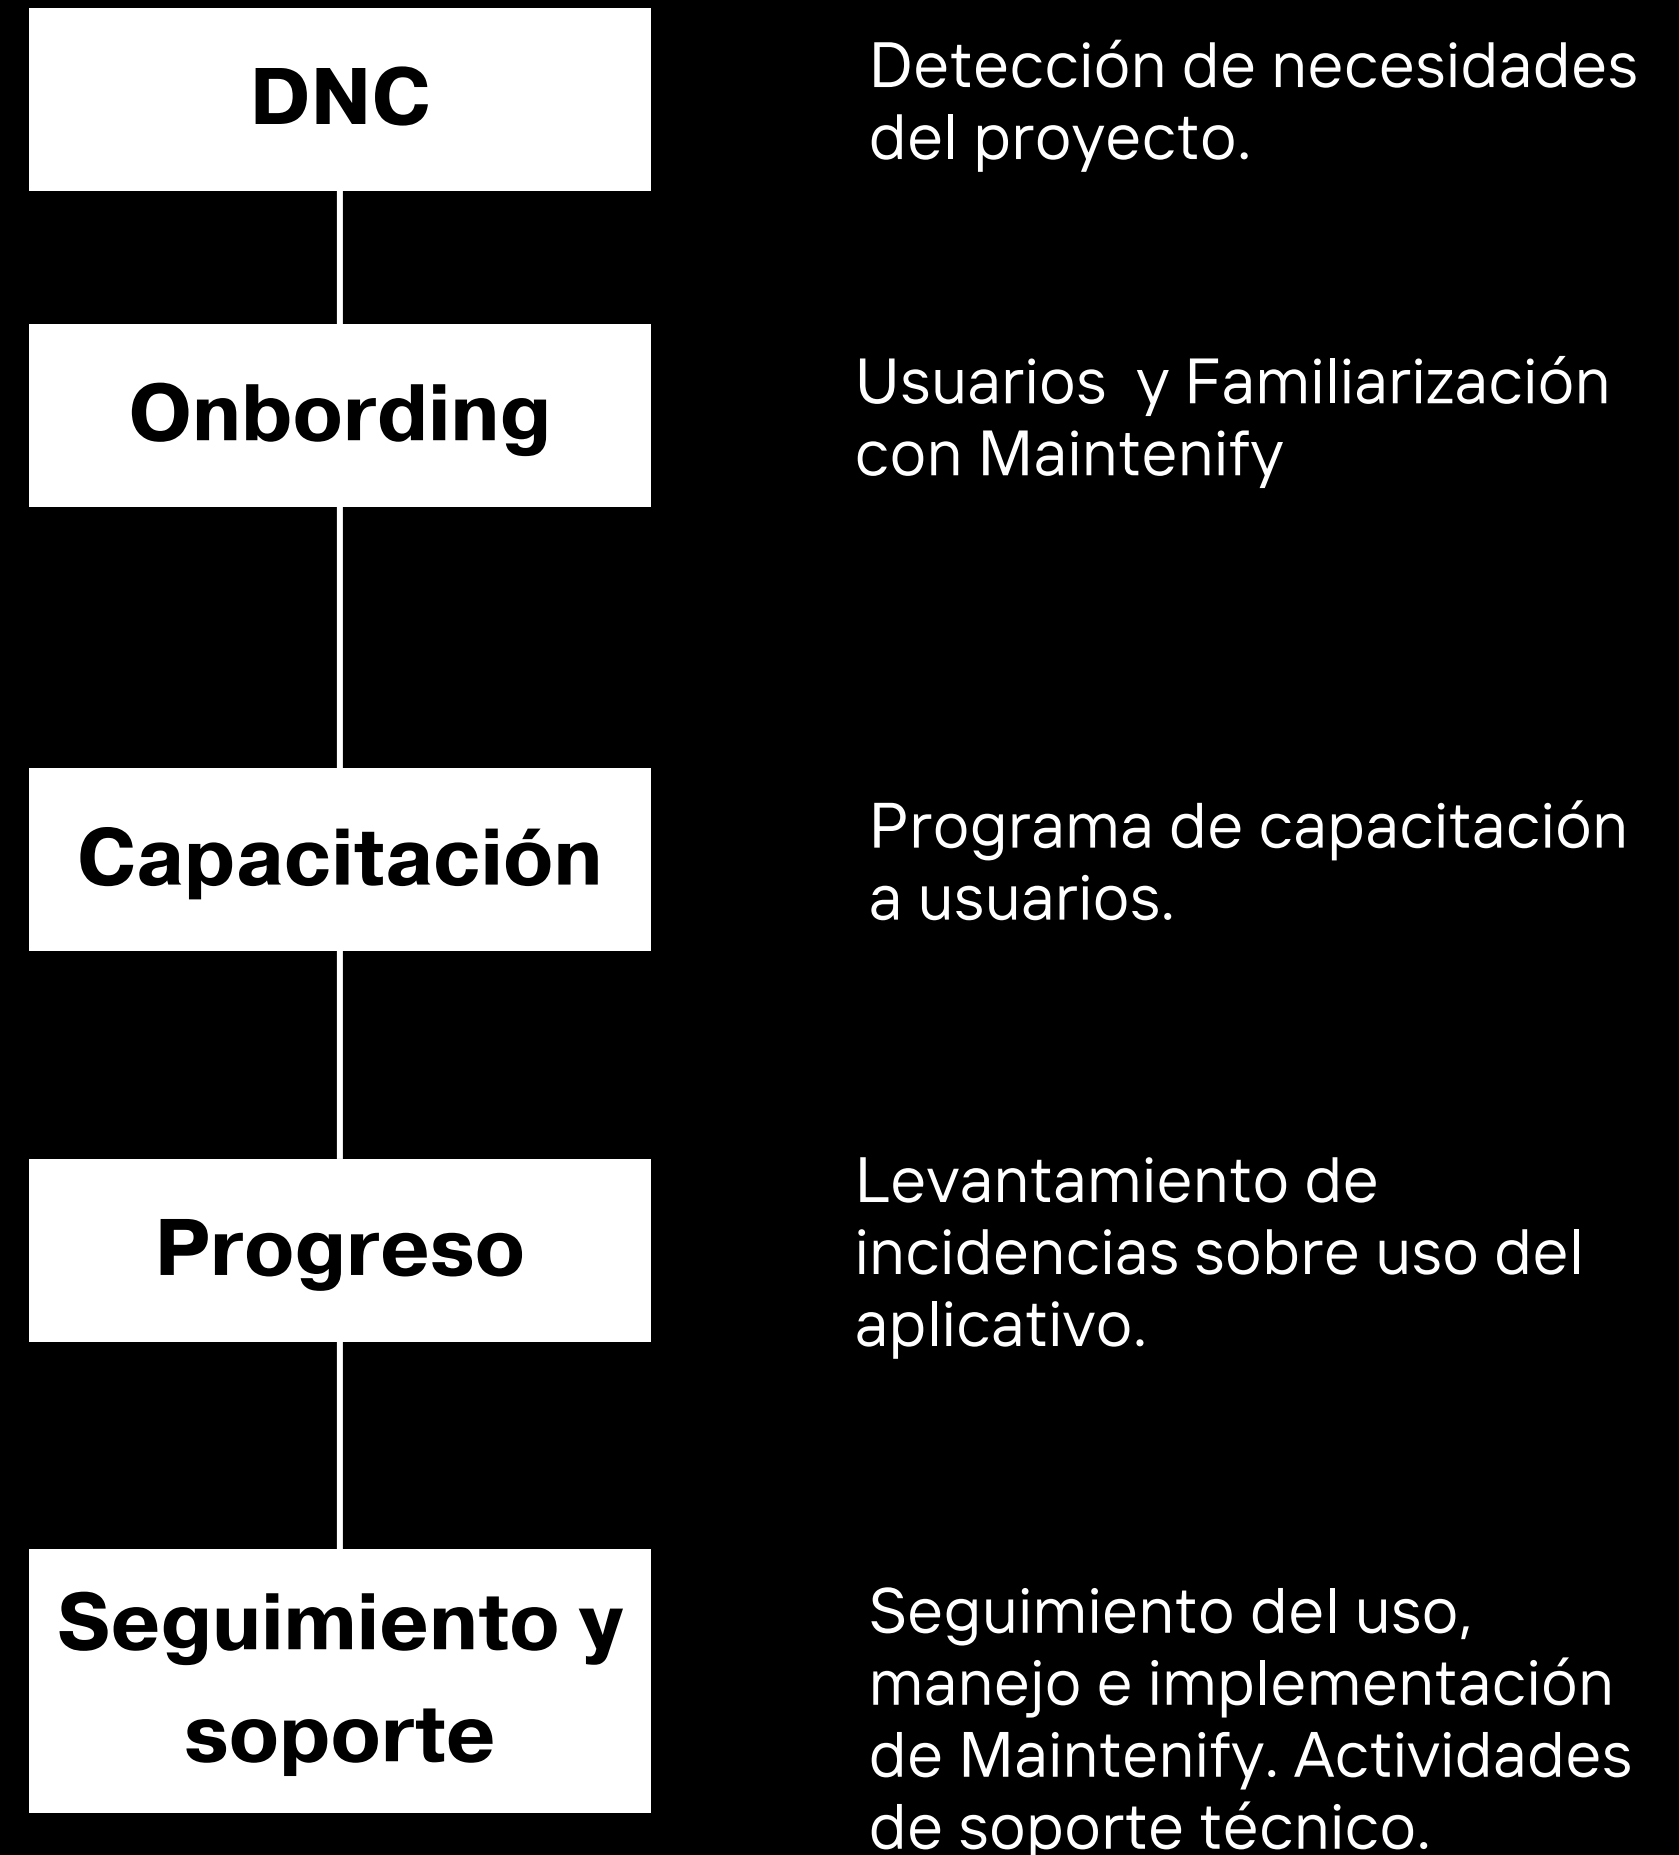 DNC
Detección de necesidades
del proyecto.
Onbording
Usuarios y Familiarización
con Maintenify
Capacitación
Programa de capacitación
a usuarios.
Progreso
Levantamiento de
incidencias sobre uso del
aplicativo.
Seguimiento y
soporte
Seguimiento del uso,
manejo e implementación
de Maintenify. Actividades
de soporte técnico.